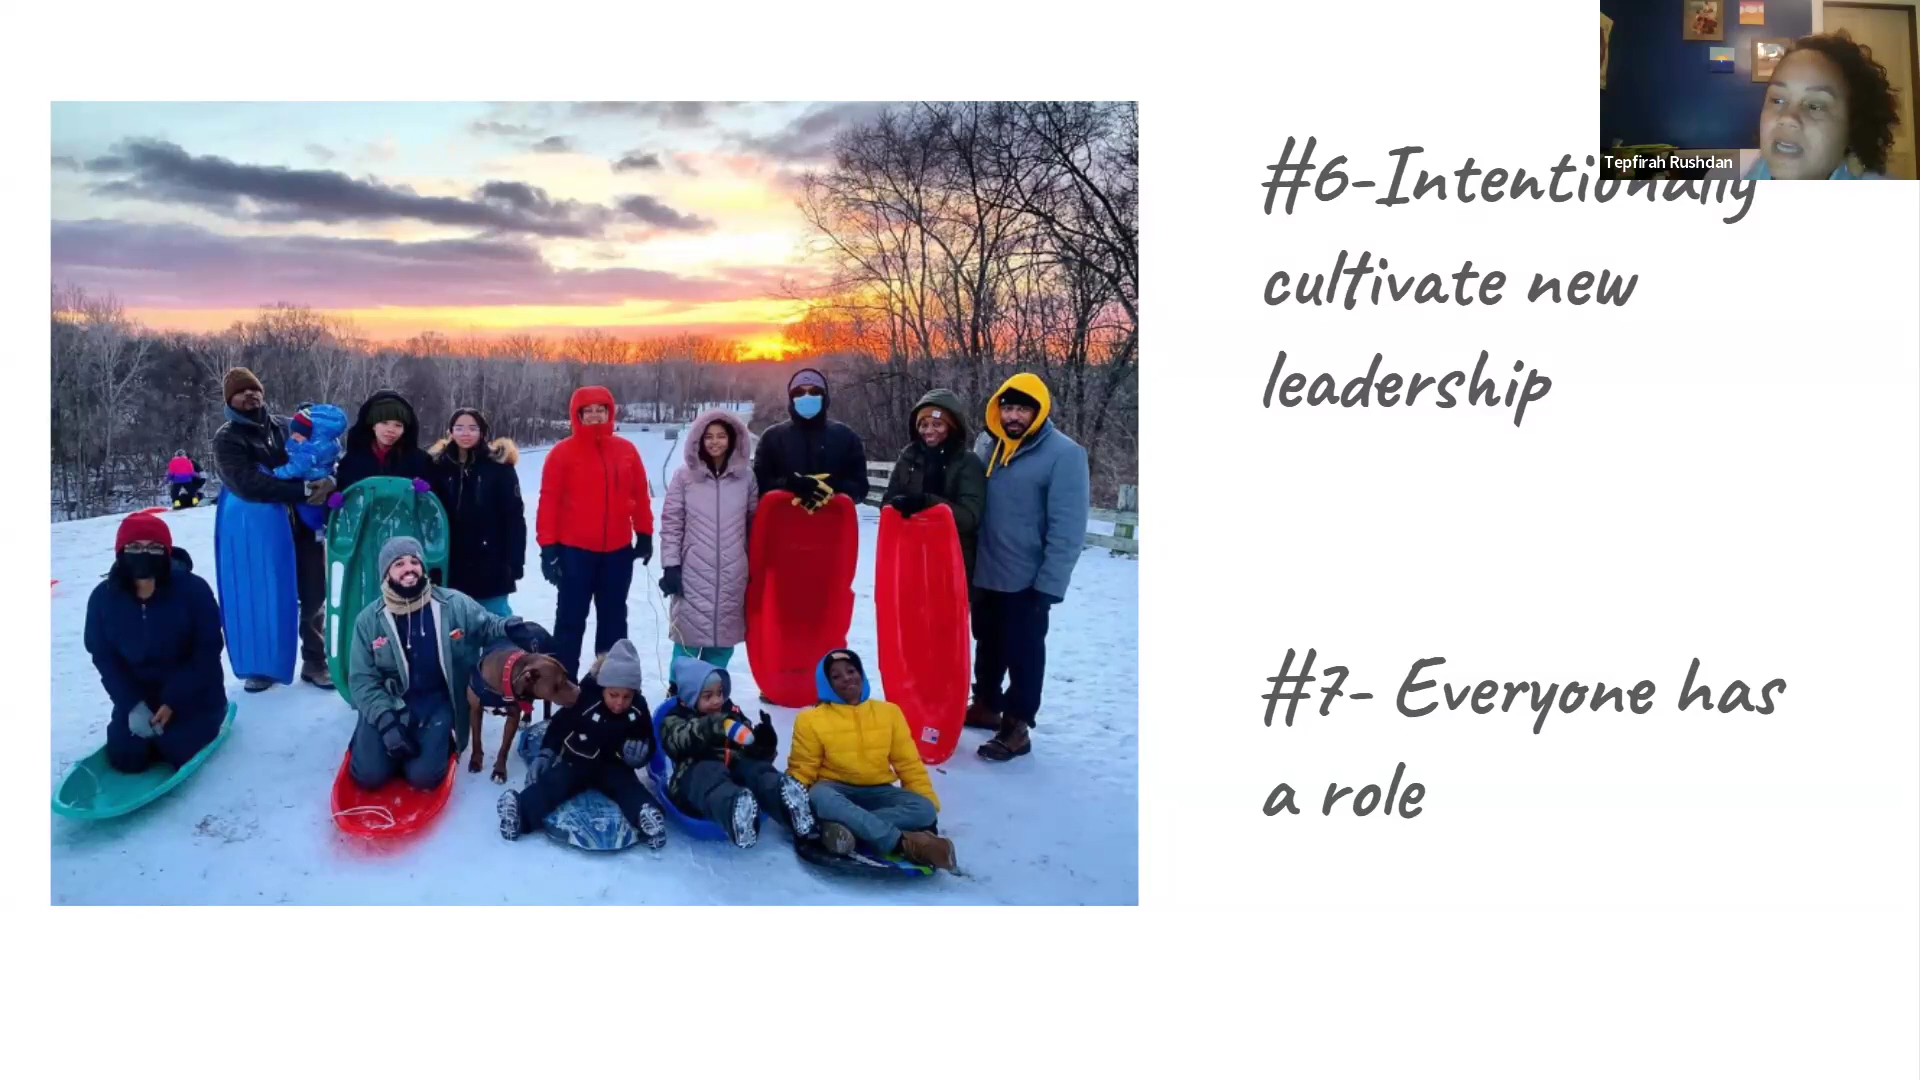 Tepfirah Rushdan
#6-Intentionally
cultivate new
leadership
#7- Everyone has
a role